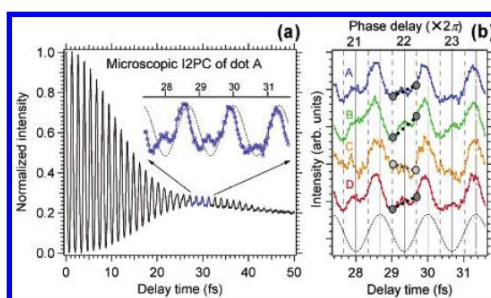 (a)
Microscopic I2PC of dot A
28 29 30 31
Normalized intensity
1.0
0.8
0.6
0.4
0.2
0.0
0 10 20 30 40 50
Delay time (fs)
Phase delay (×2π)
21 22 23
(b)
A
B
C
D
Intensity (arb. units)
28 29 30 31
Delay time (fs)